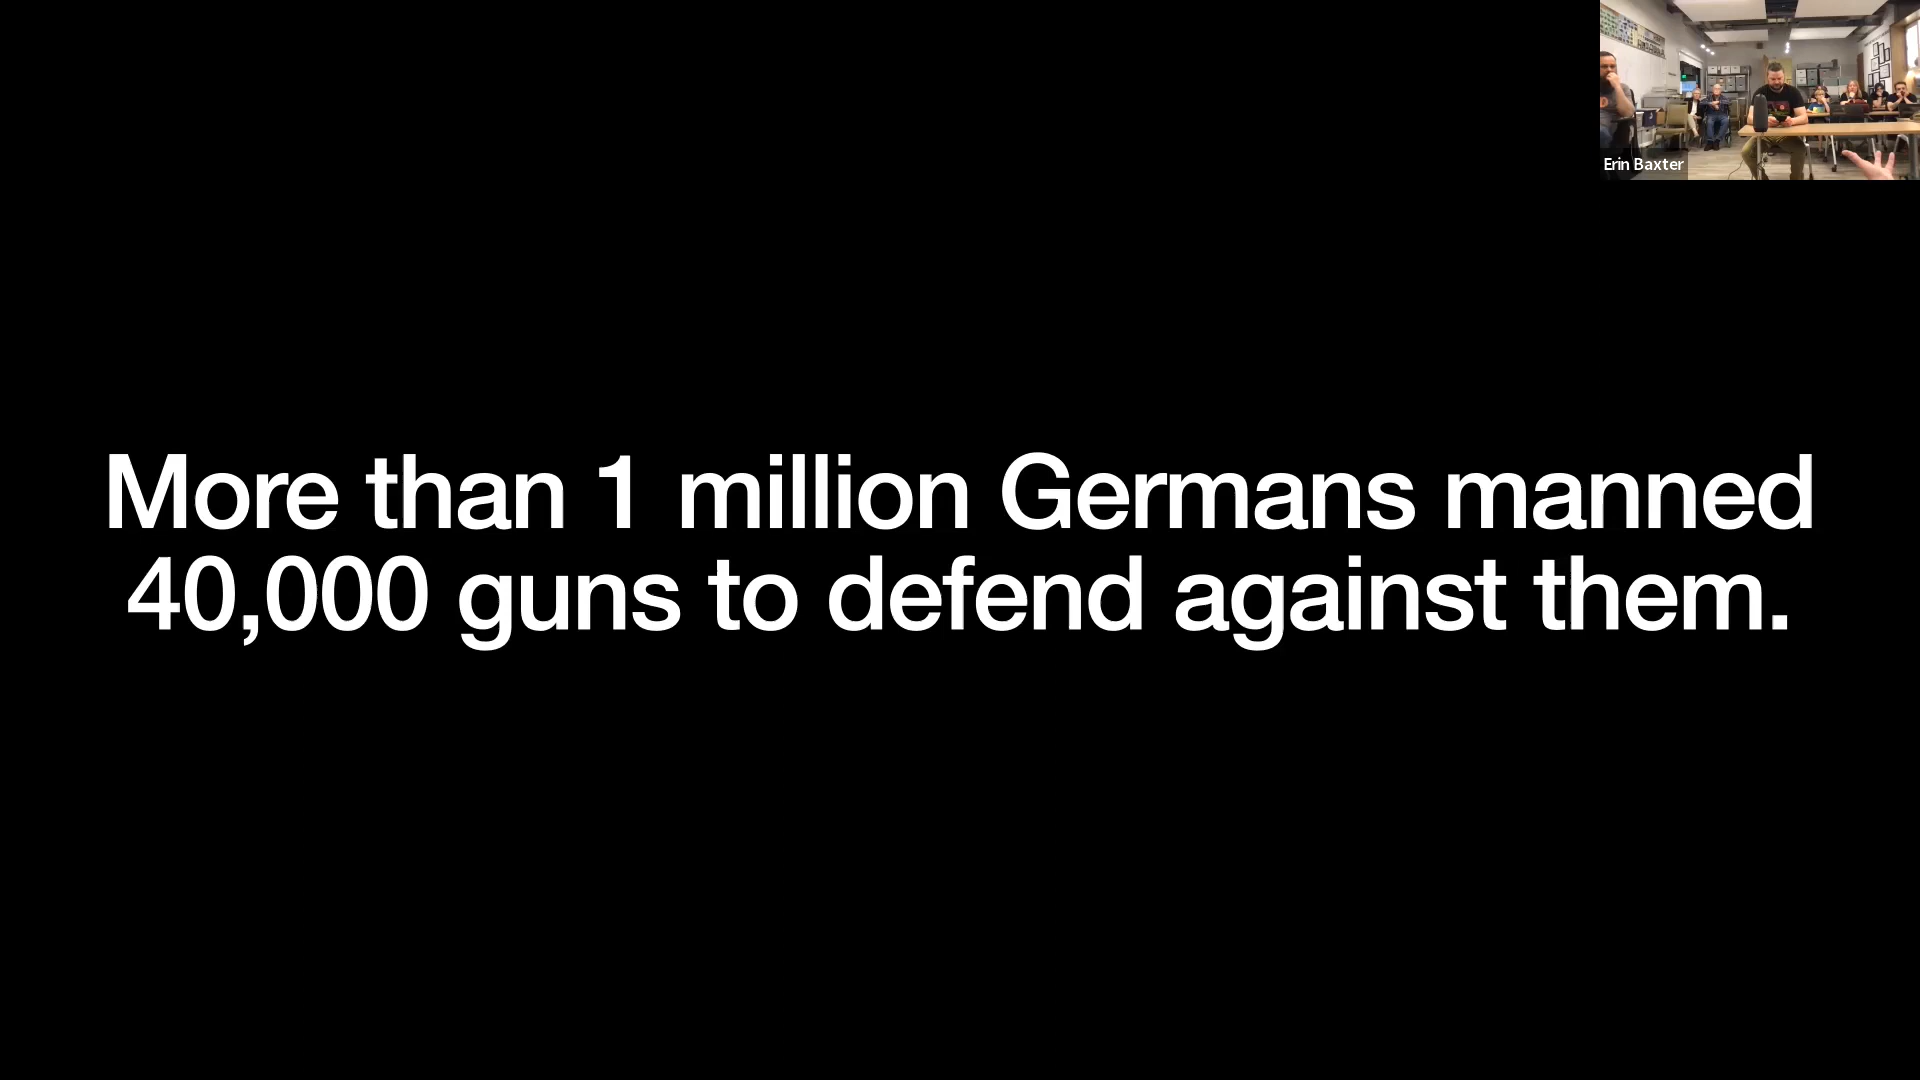 Erin Baxter
More than 1 million Germans manned
40,000 guns to defend against them.